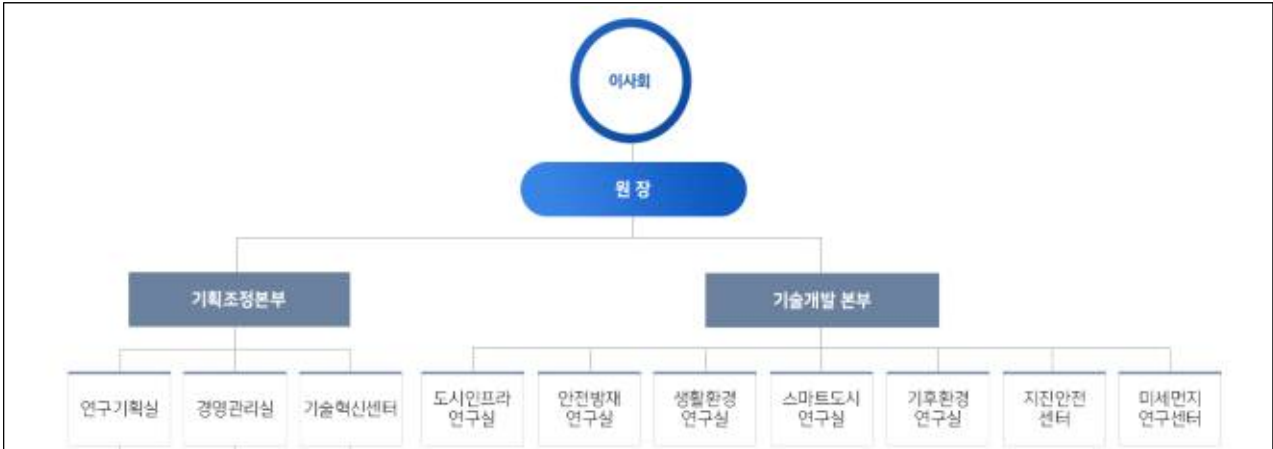 이사회
원 장
기획조정본부
기술개발 본부
연구기획실
경영관리실
기술혁신센터
도시인프라
연구실
안전방재
연구실
생활환경
연구실
스마트도시
연구실
기후환경
연구실
지진안전
센터
미세먼지
연구센터